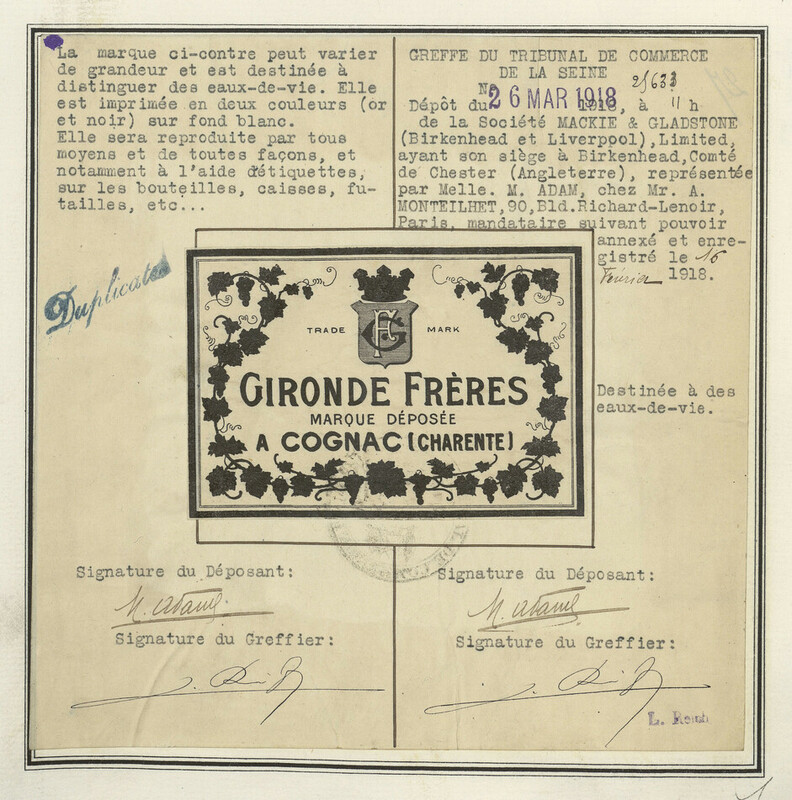 La marque ci-contre peut varier
de grandeur et est destinée à
distinguer des eaux-de-vie. Elle
est imprimée en deux couleurs (or
et noir) sur fond blanc.
Elle sera reproduite par tous
moyens et de toutes façons, et
notamment à l'aide d'étiquettes,
sur les bouteilles, caisses, fu-
tailles, etc...
Duplicata
GREFFE DU TRIBUNAL DE COMMERCE
DE LA SEINE
No 21633
Dépôt du 26 MAR 1918, à 11 h
de la Société MACKIE & GLADSTONE
(Birkenhead et Liverpool),Limited,
ayant son siège à Birkenhead,Comté
de Chester (Angleterre), représentée
par Melle. M. ADAM, chez Mr. A.
MONTEILHET,90,Bld.Richard-Lenoir,
Paris, mandataire suivant pouvoir
annexé et enre-
gistré le 16
Février 1918.
TRADE MARK
GF
GIRONDE FRÈRES
MARQUE DÉPOSÉE
A COGNAC (CHARENTE)
Destinée à des
eaux-de-vie.
Signature du Déposant:
M. Adam
Signature du Greffier:
Signature du Déposant:
M. Adam
Signature du Greffier: